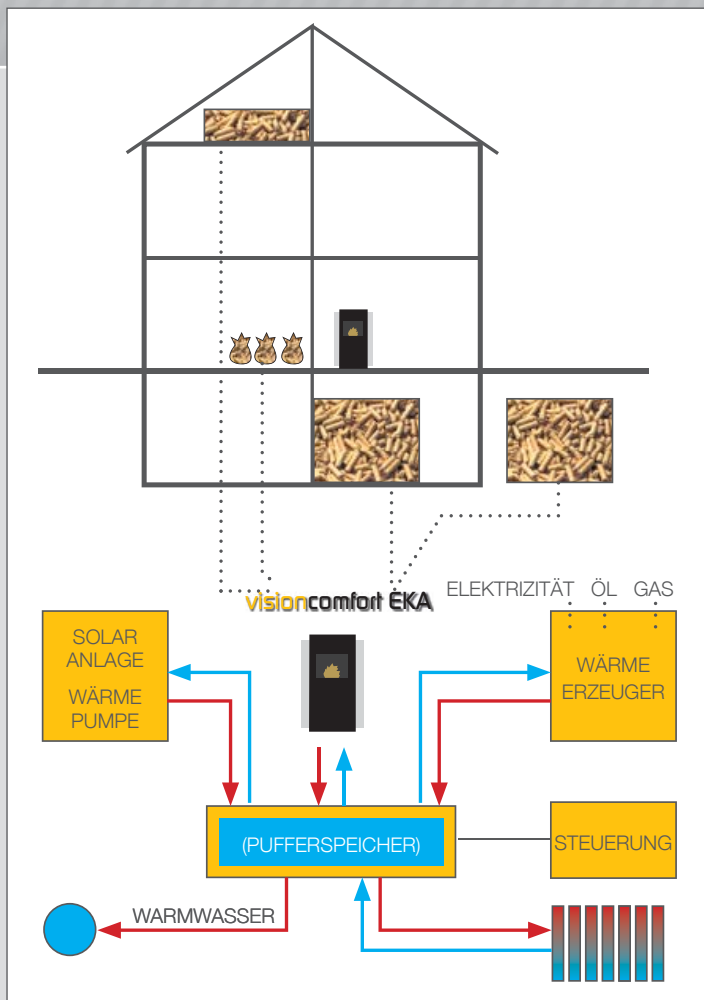 visioncomfort EKA
ELEKTRIZITÄT ÖL GAS
SOLAR
ANLAGE
WÄRME
PUMPE
WÄRME
ERZEUGER
(PUFFERSPEICHER)
STEUERUNG
WARMWASSER